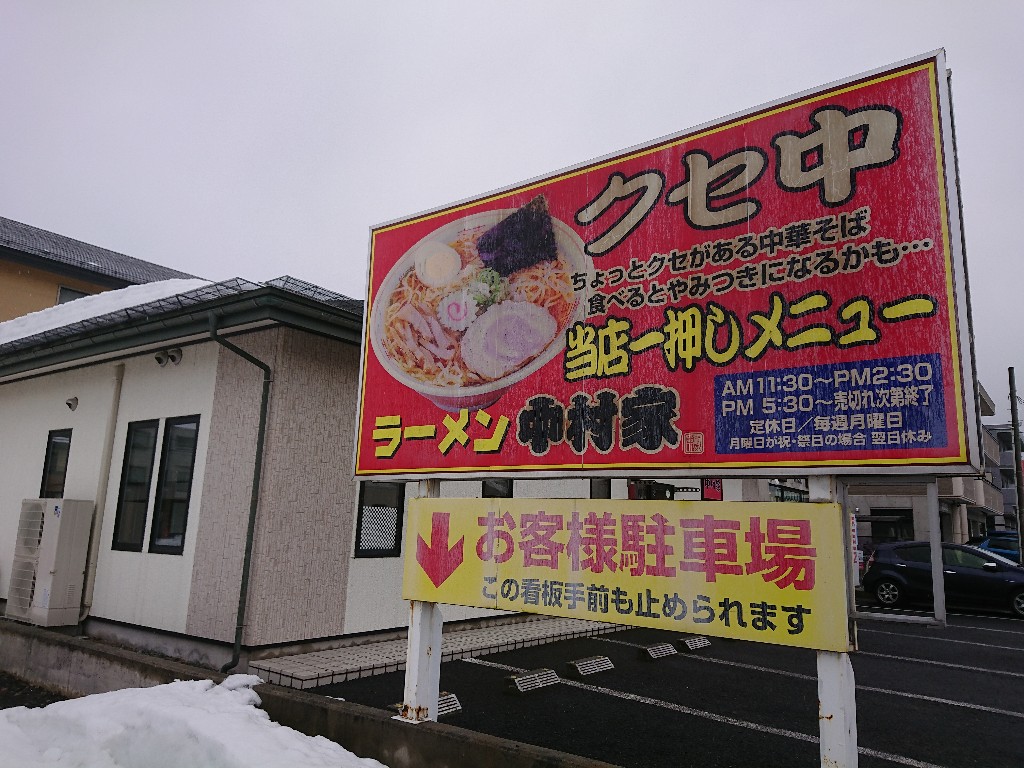 クセ中
ちょっとクセがある中華そば
食べるとやみつきになるかも…
当店一押しメニュー
ラーメン 中村家
AM11:30～PM2:30
PM 5:30～売切れ次第終了
定休日／毎週月曜日
月曜日が祝・祭日の場合 翌日休み
お客様駐車場
この看板手前も止められます